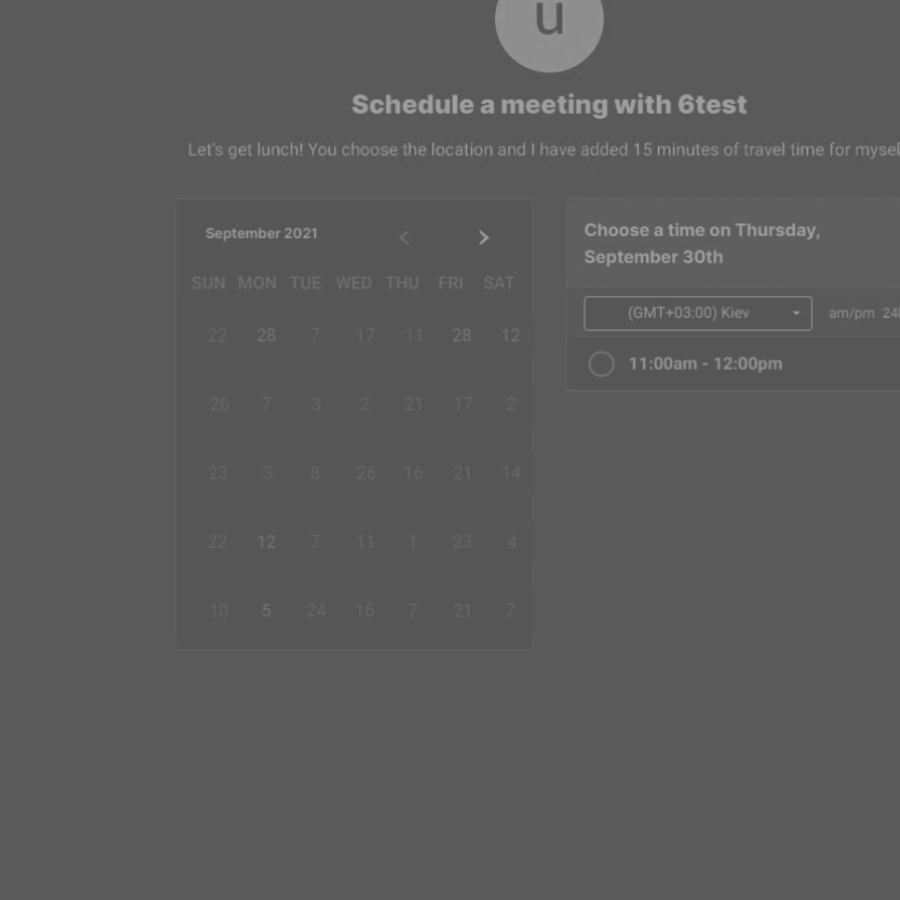 u
Schedule a meeting with 6test
Let's get lunch! You choose the location and I have added 15 minutes of travel time for mysel
September 2021 < >
SUN MON TUE WED THU FRI SAT
22 28 7 17 11 28 12
26 7 3 2 21 17 2
23 3 8 26 16 21 14
22 12 7 11 1 23 4
10 5 24 16 7 21 7
Choose a time on Thursday,
September 30th
(GMT+03:00) Kiev am/pm 24
11:00am - 12:00pm